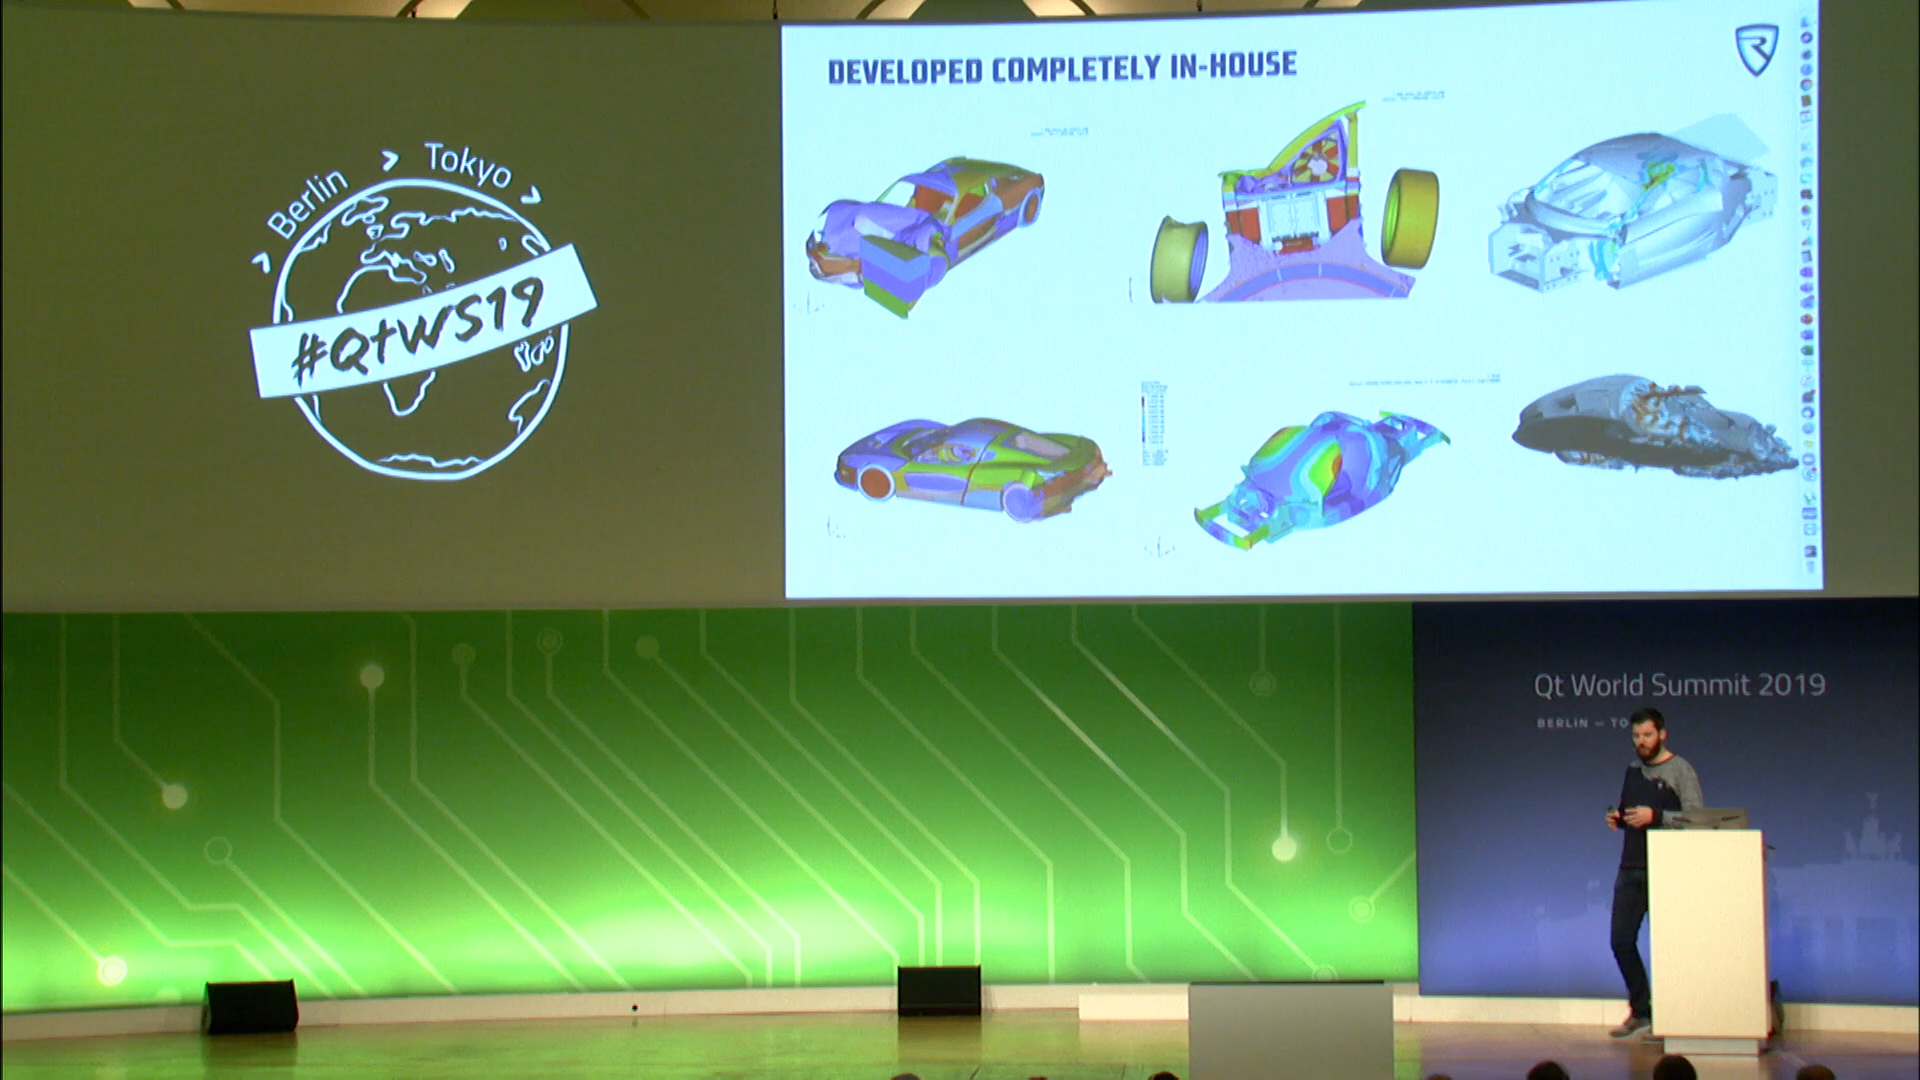 Berlin
Tokyo
#QtWS19
DEVELOPED COMPLETELY IN-HOUSE
Qt World Summit 2019
BERLIN – TO